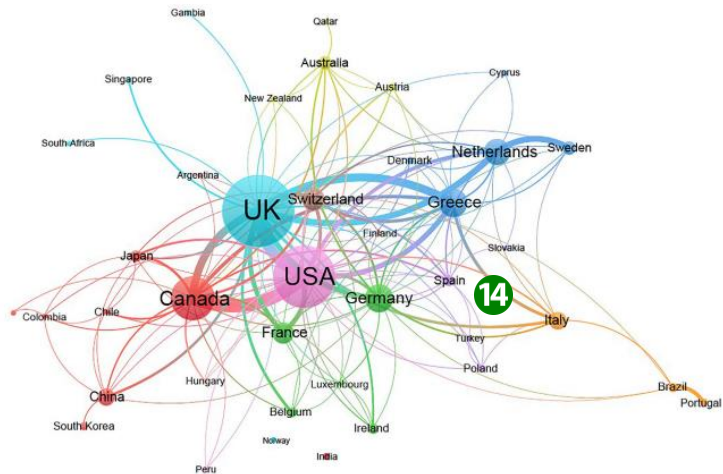 Gambia
Qatar
Australia
Singapore
Austria
Cyprus
New Zealand
South Africa
Netherlands
Sweden
Denmark
Argentina
Switzerland
UK
Greece
Finland
Slovakia
Japan
USA
Spain
14
Canada
Germany
Colombia
Chile
Italy
France
Turkey
Poland
Hungary
Luxembourg
Brazil
China
Portugal
Belgium
South Korea
Ireland
Norway
India
Peru